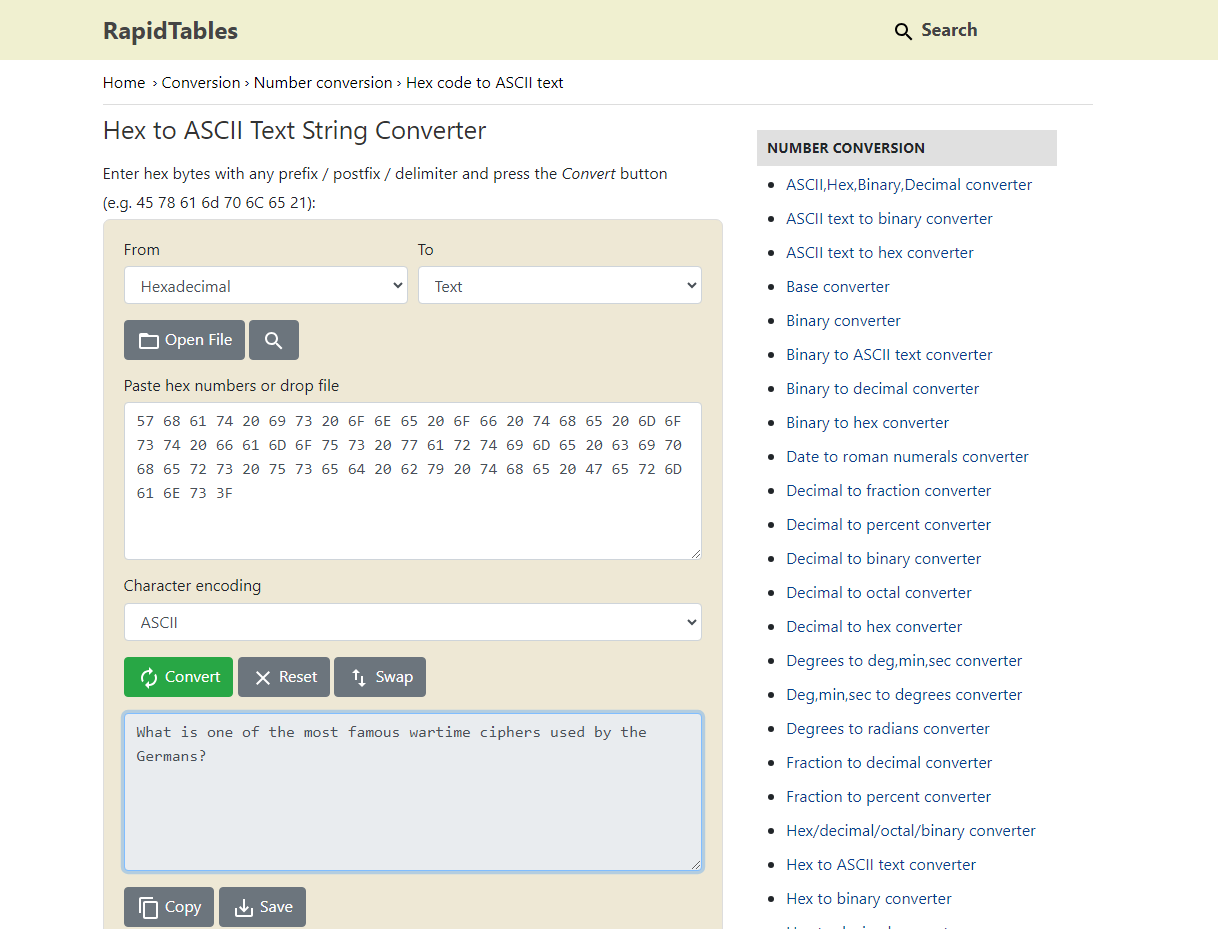 RapidTables
Search
Home › Conversion › Number conversion › Hex code to ASCII text
Hex to ASCII Text String Converter
Enter hex bytes with any prefix / postfix / delimiter and press the Convert button
(e.g. 45 78 61 6d 70 6C 65 21):
From
To
Hexadecimal
Text
Open File
Paste hex numbers or drop file
57 68 61 74 20 69 73 20 6F 6E 65 20 6F 66 20 74 68 65 20 6D 6F
73 74 20 66 61 6D 6F 75 73 20 77 61 72 74 69 6D 65 20 63 69 70
68 65 72 73 20 75 73 65 64 20 62 79 20 74 68 65 20 47 65 72 6D
61 6E 73 3F
Character encoding
ASCII
Convert
Reset
Swap
What is one of the most famous wartime ciphers used by the
Germans?
Copy
Save
NUMBER CONVERSION
ASCII,Hex,Binary,Decimal converter
ASCII text to binary converter
ASCII text to hex converter
Base converter
Binary converter
Binary to ASCII text converter
Binary to decimal converter
Binary to hex converter
Date to roman numerals converter
Decimal to fraction converter
Decimal to percent converter
Decimal to binary converter
Decimal to octal converter
Decimal to hex converter
Degrees to deg,min,sec converter
Deg,min,sec to degrees converter
Degrees to radians converter
Fraction to decimal converter
Fraction to percent converter
Hex/decimal/octal/binary converter
Hex to ASCII text converter
Hex to binary converter